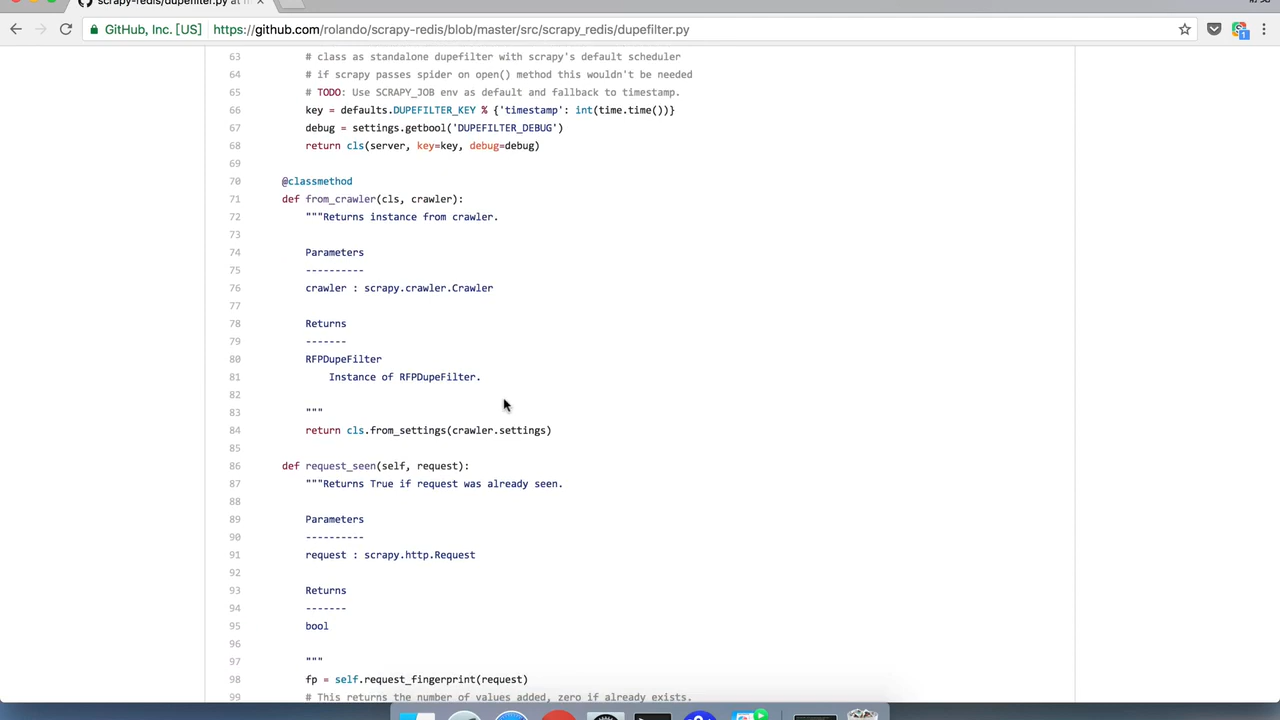 scrapy-redis/dupefilter.py at m
GitHub, Inc. [US]
https://github.com/rolando/scrapy-redis/blob/master/src/scrapy_redis/dupefilter.py
1
63 # class as standalone dupefilter with scrapy's default scheduler
64 # if scrapy passes spider on open() method this wouldn't be needed
65 # TODO: Use SCRAPY_JOB env as default and fallback to timestamp.
66 key = defaults.DUPEFILTER_KEY % {'timestamp': int(time.time())}
67 debug = settings.getbool('DUPEFILTER_DEBUG')
68 return cls(server, key=key, debug=debug)
69
70 @classmethod
71 def from_crawler(cls, crawler):
72 """Returns instance from crawler.
73
74 Parameters
75 ----------
76 crawler : scrapy.crawler.Crawler
77
78 Returns
79 -------
80 RFPDupeFilter
81 Instance of RFPDupeFilter.
82
83 """
84 return cls.from_settings(crawler.settings)
85
86 def request_seen(self, request):
87 """Returns True if request was already seen.
88
89 Parameters
90 ----------
91 request : scrapy.http.Request
92
93 Returns
94 -------
95 bool
96
97 """
98 fp = self.request_fingerprint(request)
99 # This returns the number of values added, zero if already exists.